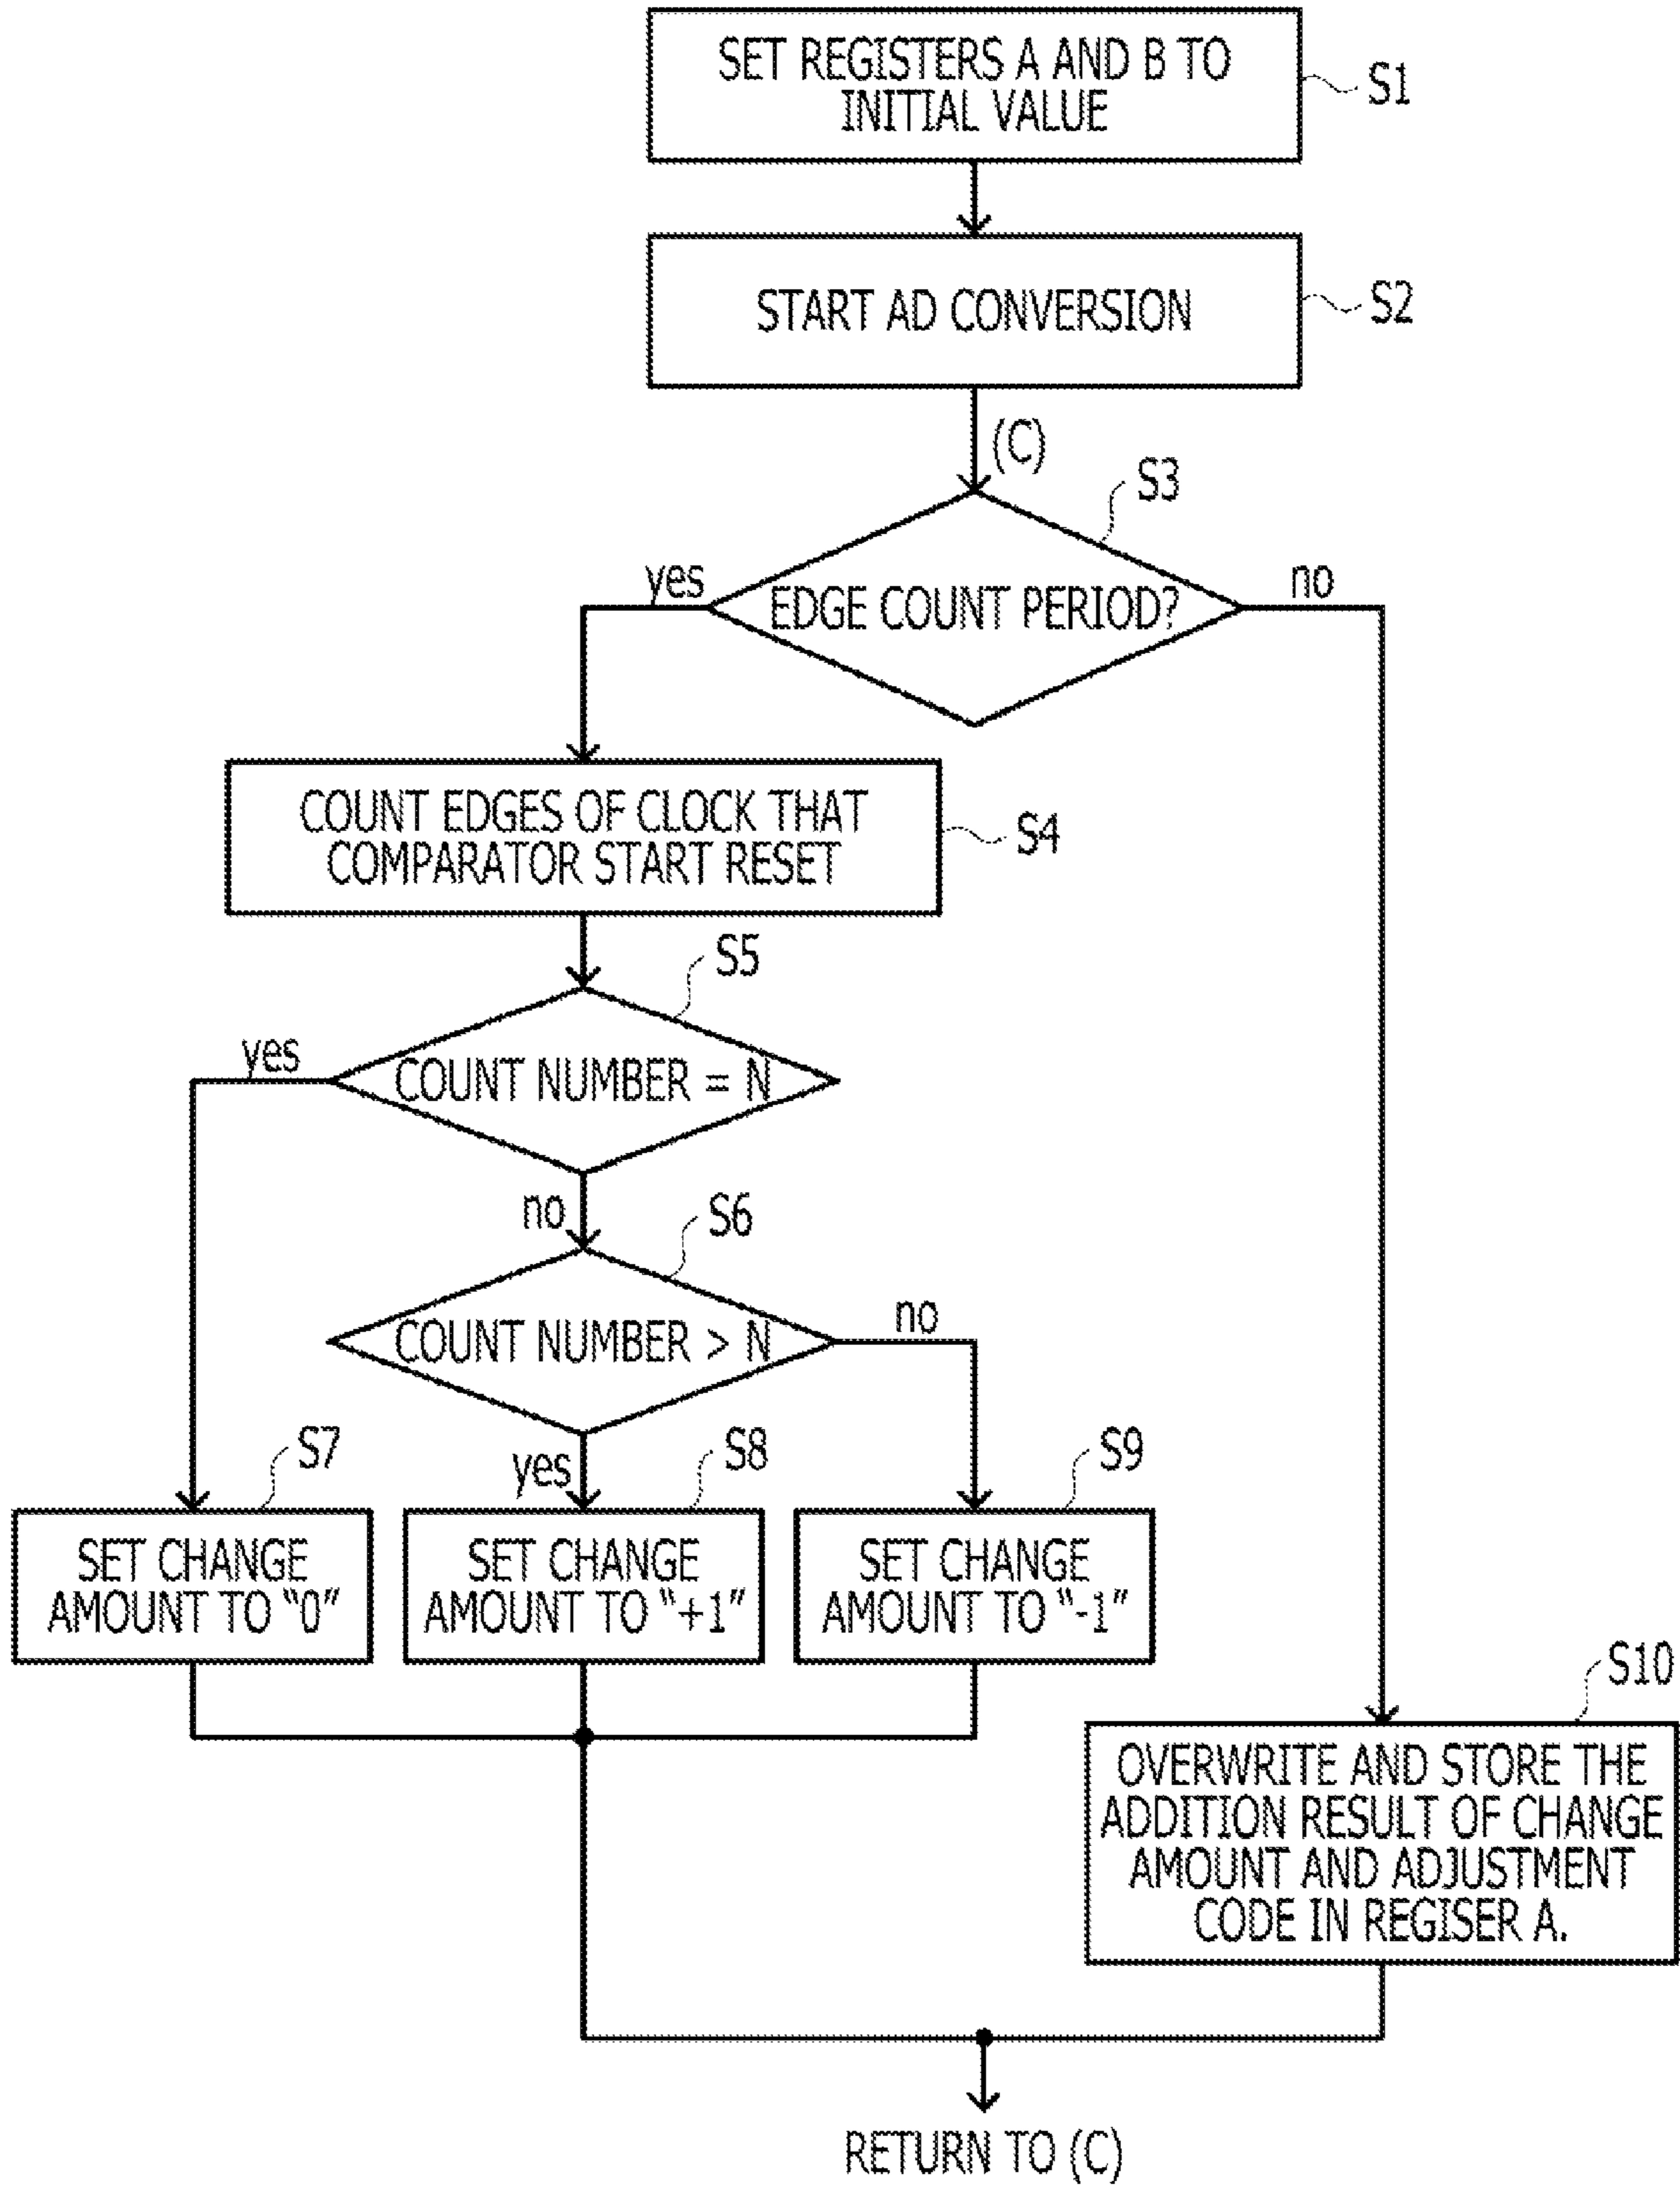 SET REGISTERS A AND B TO
INITIAL VALUE
S1
START AD CONVERSION
S2
(C)
S3
yes
EDGE COUNT PERIOD?
no
COUNT EDGES OF CLOCK THAT
COMPARATOR START RESET
S4
S5
yes
COUNT NUMBER = N
no
S6
COUNT NUMBER > N
no
yes
S7
S8
S9
SET CHANGE
AMOUNT TO “0”
SET CHANGE
AMOUNT TO “+1”
SET CHANGE
AMOUNT TO “-1”
S10
OVERWRITE AND STORE THE
ADDITION RESULT OF CHANGE
AMOUNT AND ADJUSTMENT
CODE IN REGISER A.
RETURN TO (C)